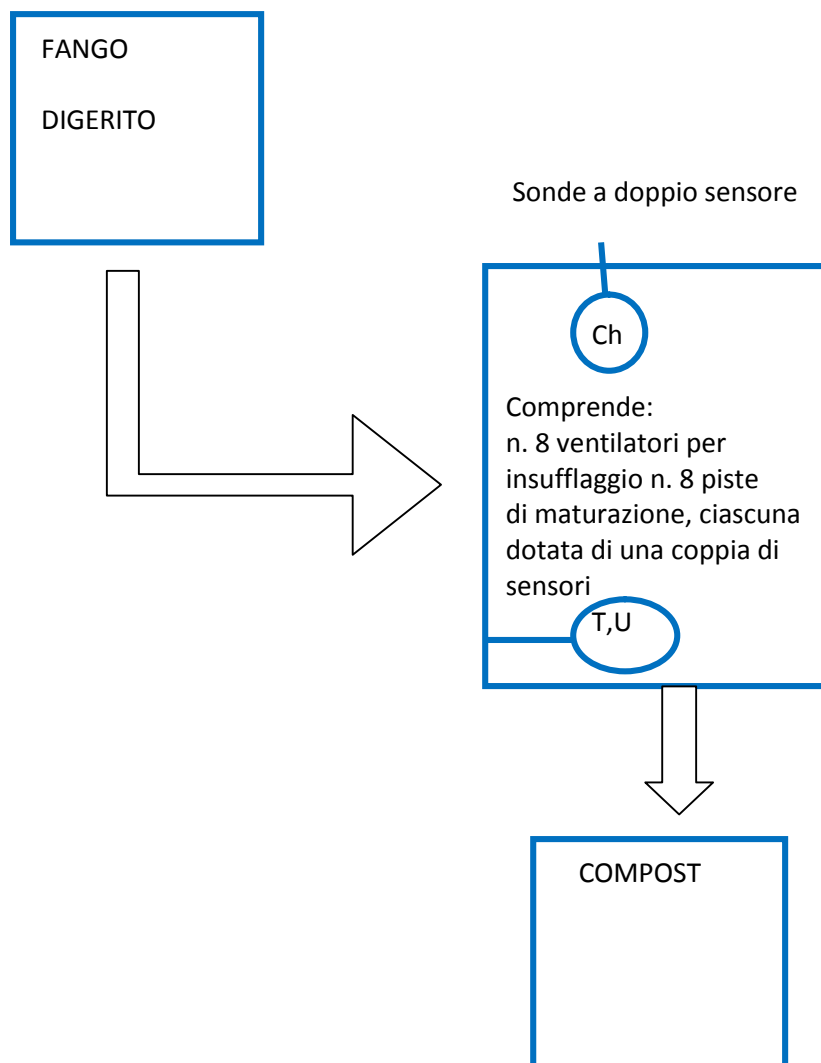 FANGO
DIGERITO
Sonde a doppio sensore
Ch
Comprende:
n. 8 ventilatori per
insufflaggio n. 8 piste
di maturazione, ciascuna
dotata di una coppia di
sensori
T,U
COMPOST